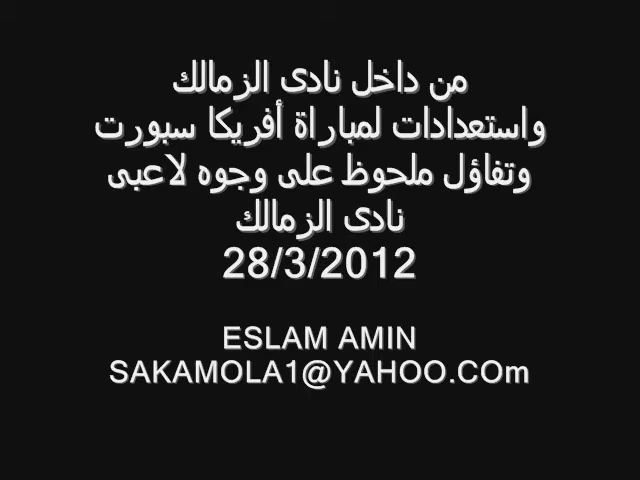 من داخل نادى الزمالك
واستعدادات لمباراة أفريكا سبورت
وتفاؤل ملحوظ على وجوه لاعبى
نادى الزمالك
28/3/2012
ESLAM AMIN
SAKAMOLA1@YAHOO.COm